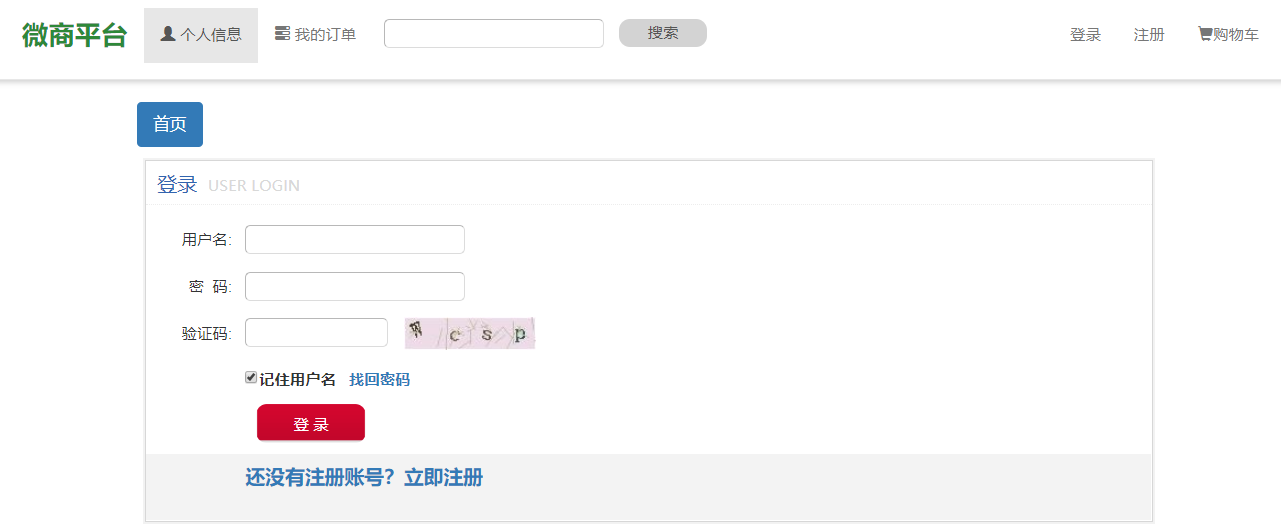 微商平台 个人信息 我的订单 搜索 登录 注册 购物车
首页
登录 USER LOGIN
用户名:
密 码:
验证码: W c s p
记住用户名 找回密码
登 录
还没有注册账号? 立即注册